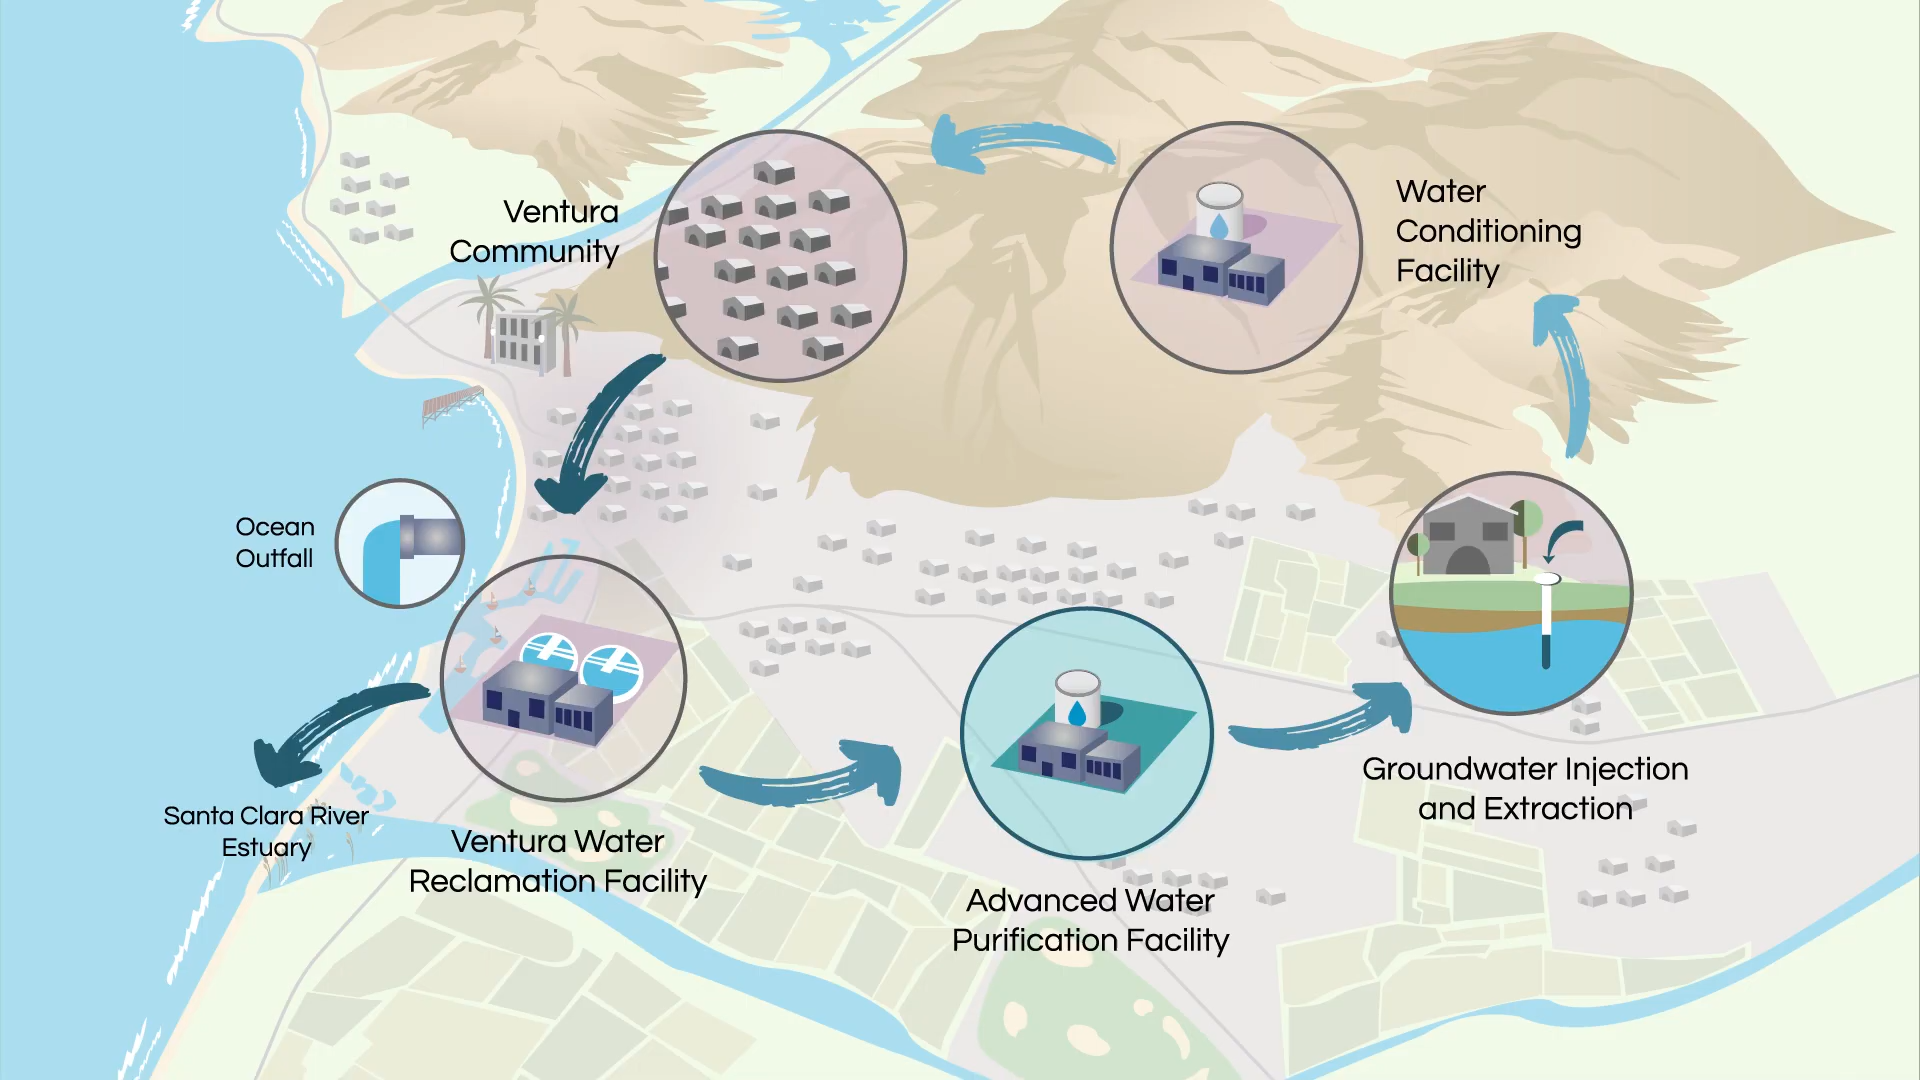 Ventura
Community
Water
Conditioning
Facility
Ocean
Outfall
Santa Clara River
Estuary
Ventura Water
Reclamation Facility
Advanced Water
Purification Facility
Groundwater Injection
and Extraction